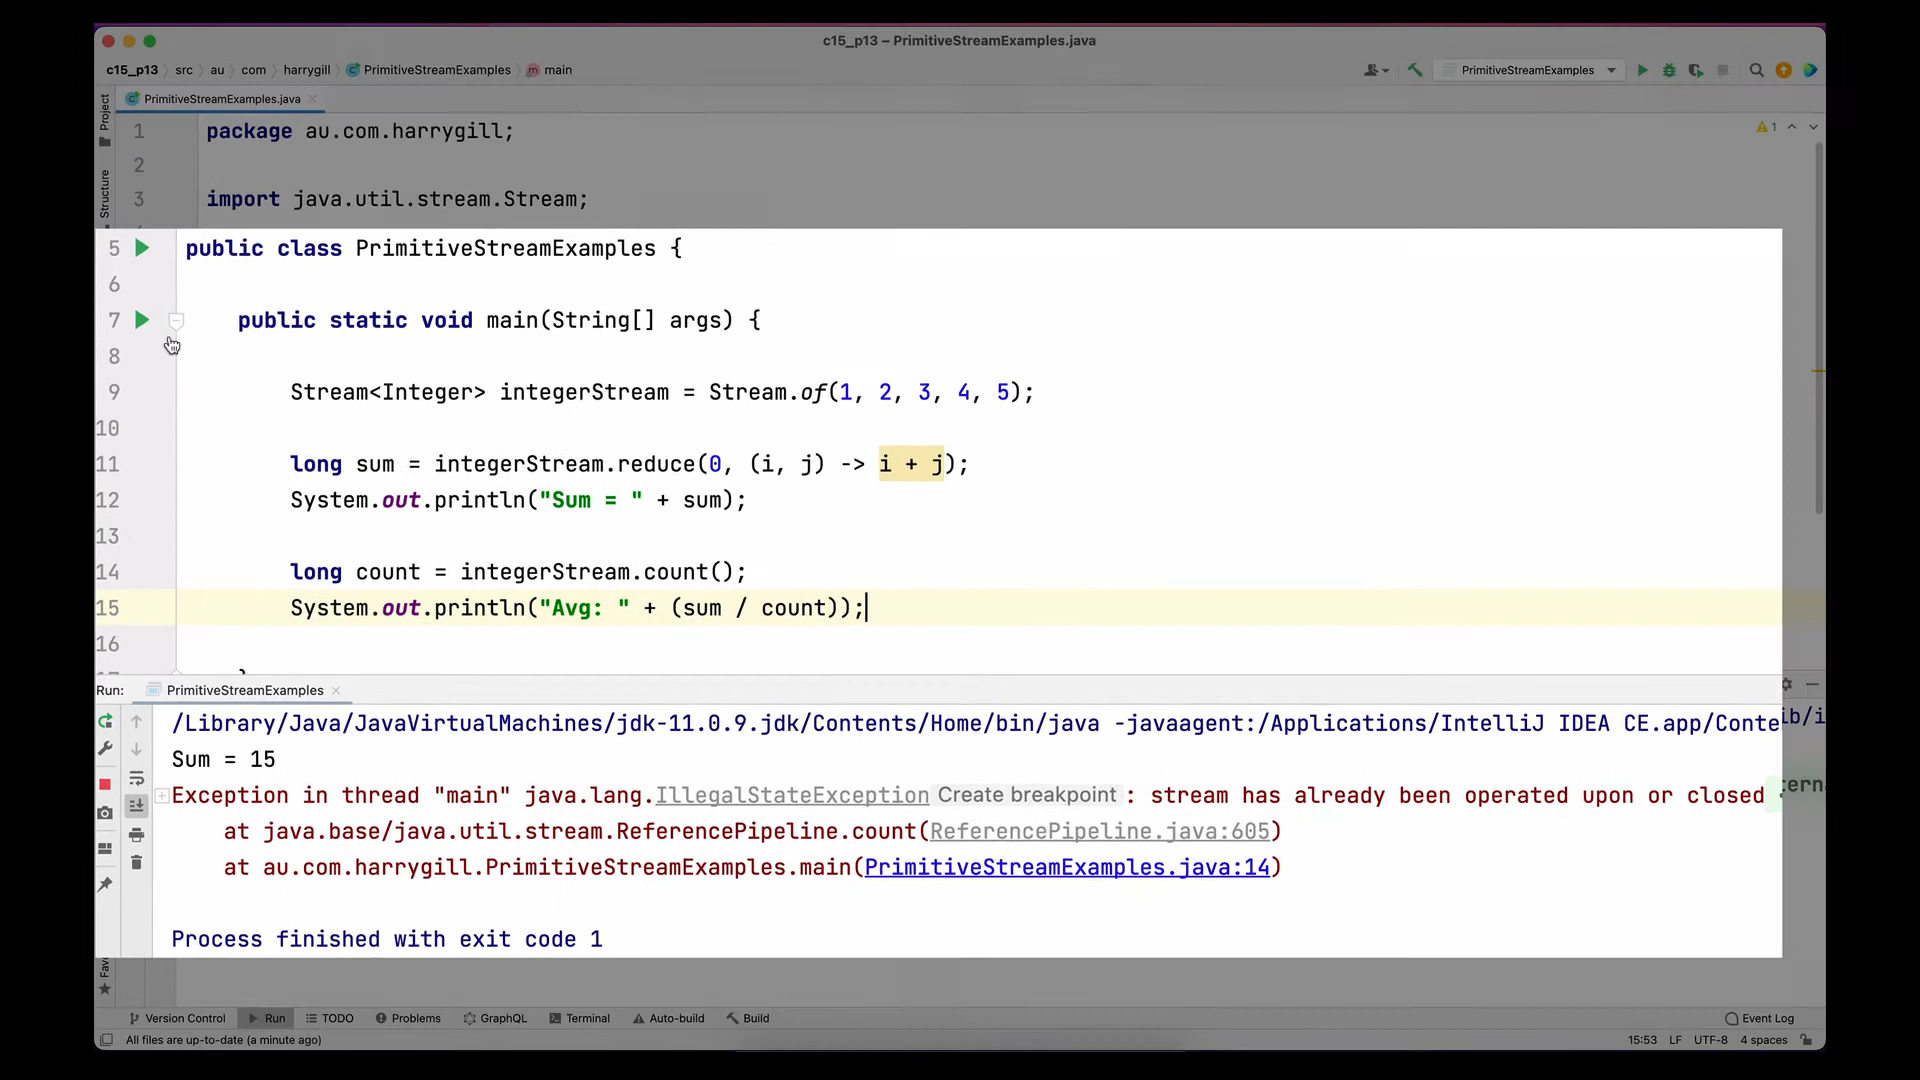 c15_p13 – PrimitiveStreamExamples.java
c15_p13 src au com harrygill PrimitiveStreamExamples main
PrimitiveStreamExamples
PrimitiveStreamExamples.java
Project
Structure
1 package au.com.harrygill;
1
2
3 import java.util.stream.Stream;
5 public class PrimitiveStreamExamples {
6
7 public static void main(String[] args) {
8
9 Stream<Integer> integerStream = Stream.of(1, 2, 3, 4, 5);
10
11 long sum = integerStream.reduce(0, (i, j) -> i + j);
12 System.out.println("Sum = " + sum);
13
14 long count = integerStream.count();
15 System.out.println("Avg: " + (sum / count));
16
Run: PrimitiveStreamExamples
/Library/Java/JavaVirtualMachines/jdk-11.0.9.jdk/Contents/Home/bin/java -javaagent:/Applications/IntelliJ IDEA CE.app/Conte
ib/i
Sum = 15
Exception in thread "main" java.lang.IllegalStateException Create breakpoint : stream has already been operated upon or closed
at java.base/java.util.stream.ReferencePipeline.count(ReferencePipeline.java:605)
at au.com.harrygill.PrimitiveStreamExamples.main(PrimitiveStreamExamples.java:14)
Process finished with exit code 1
Version Control Run TODO Problems GraphQL Terminal Auto-build Build Event Log
All files are up-to-date (a minute ago) 15:53 LF UTF-8 4 spaces